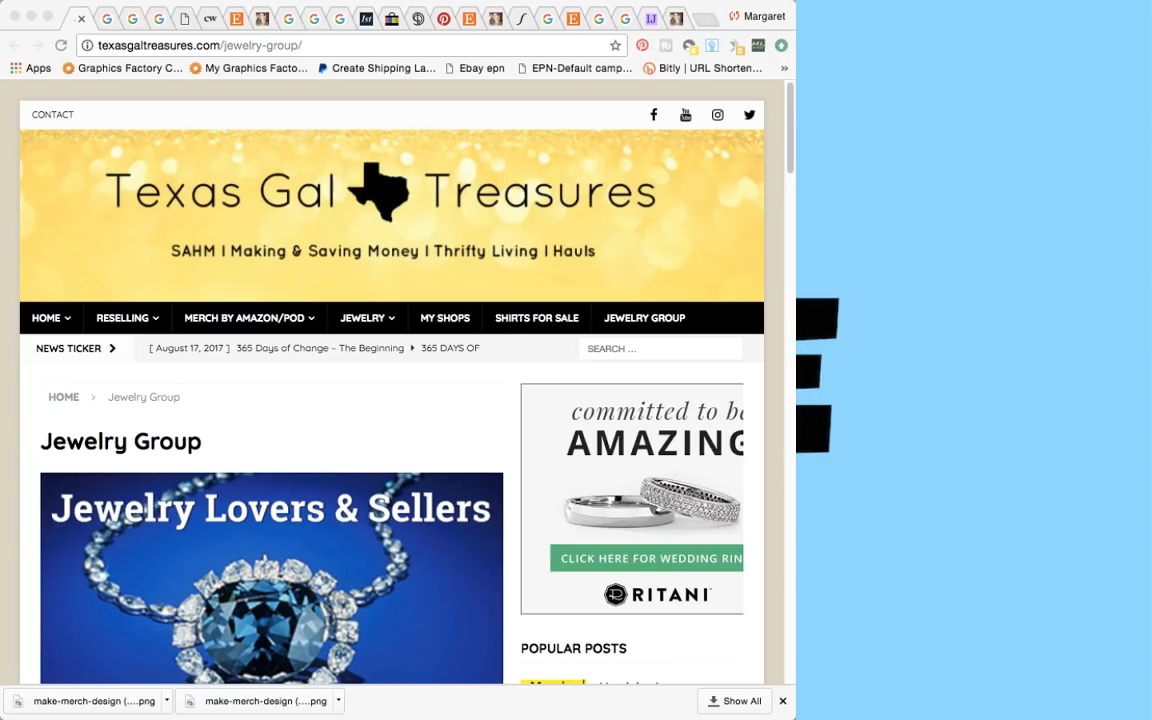 Margaret
texasgaltreasures.com/jewelry-group/
Apps Graphics Factory C... My Graphics Facto... Create Shipping La... Ebay epn EPN-Default camp... Bitly | URL Shorten... »
CONTACT
Texas Gal Treasures
SAHM | Making & Saving Money | Thrifty Living | Hauls
HOME RESELLING MERCH BY AMAZON/POD JEWELRY MY SHOPS SHIRTS FOR SALE JEWELRY GROUP
NEWS TICKER [ August 17, 2017 ] 365 Days of Change – The Beginning 365 DAYS OF SEARCH ...
HOME > Jewelry Group
Jewelry Group
Jewelry Lovers & Sellers
committed to be
AMAZING
CLICK HERE FOR WEDDING RIN
RITANI
POPULAR POSTS
make-merch-design (....png make-merch-design (....png Show All